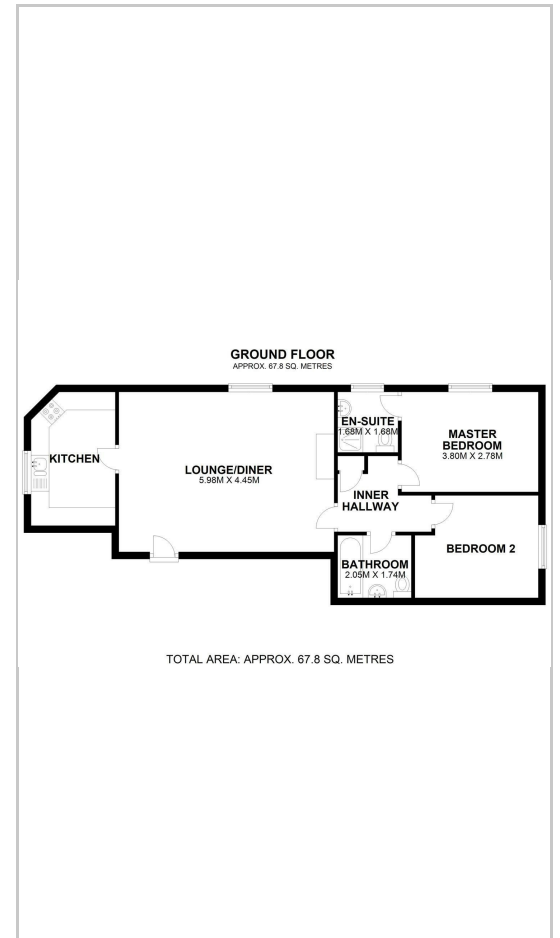 GROUND FLOOR
APPROX. 67.8 SQ. METRES
KITCHEN
LOUNGE/DINER
5.98M X 4.45M
EN-SUITE
1.68M X 1.68M
MASTER
BEDROOM
3.80M X 2.78M
INNER
HALLWAY
BATHROOM
2.05M X 1.74M
BEDROOM 2
TOTAL AREA: APPROX. 67.8 SQ. METRES